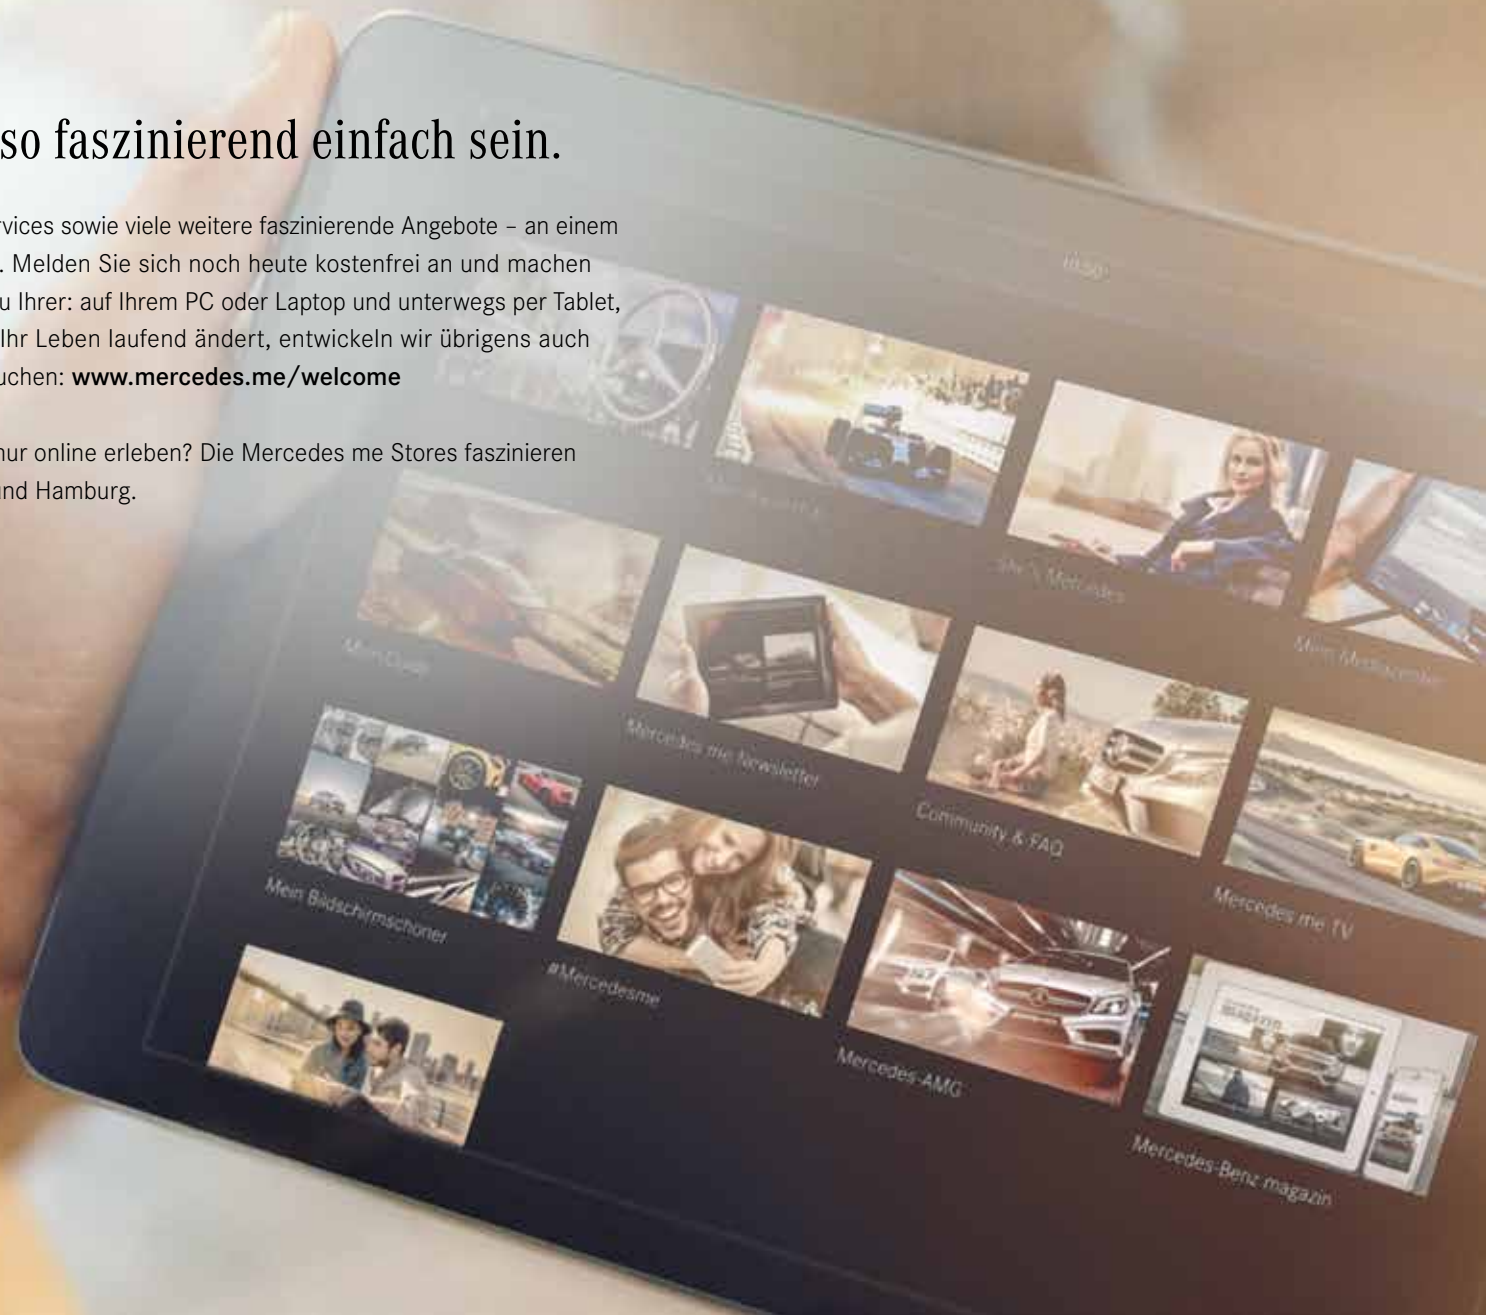 so faszinierend einfach sein.
rvices sowie viele weitere faszinierende Angebote – an einem
. Melden Sie sich noch heute kostenfrei an und machen
u Ihrer: auf Ihrem PC oder Laptop und unterwegs per Tablet,
Ihr Leben laufend ändert, entwickeln wir übrigens auch
uchen: www.mercedes.me/welcome
nur online erleben? Die Mercedes me Stores faszinieren
und Hamburg.
She's Mercedes
Mein Mediacenter
Mercedes me Newsletter
Community & FAQ
Mercedes me TV
Mein Bildschirmschoner
#Mercedesme
Mercedes-AMG
Mercedes-Benz magazin